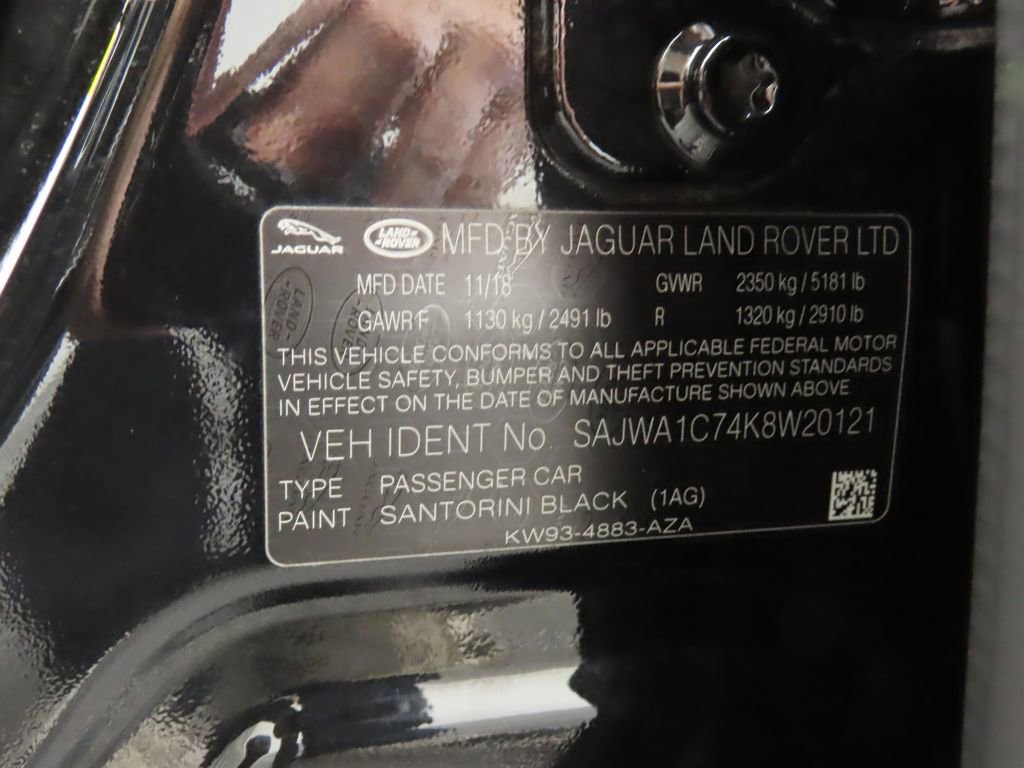 JAGUAR LAND ROVER MFD BY JAGUAR LAND ROVER LTD
MFD DATE 11/18 GVWR 2350 kg / 5181 lb
GAWR F 1130 kg / 2491 lb R 1320 kg / 2910 lb
THIS VEHICLE CONFORMS TO ALL APPLICABLE FEDERAL MOTOR
VEHICLE SAFETY, BUMPER AND THEFT PREVENTION STANDARDS
IN EFFECT ON THE DATE OF MANUFACTURE SHOWN ABOVE
VEH IDENT No. SAJWA1C74K8W20121
TYPE PASSENGER CAR
PAINT SANTORINI BLACK (1AG)
KW93-4883-AZA